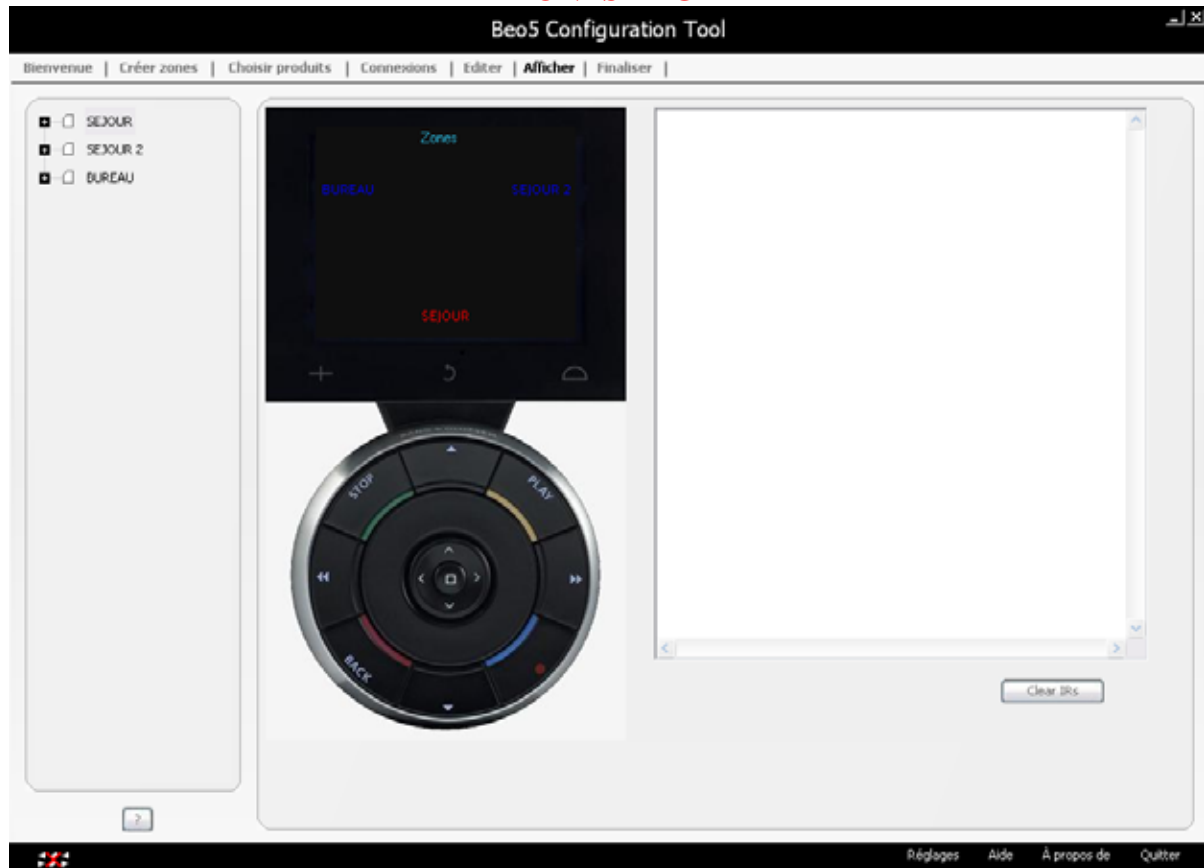 Beo5 Configuration Tool
Bienvenue | Créer zones | Choisir produits | Connexions | Editer | Afficher | Finaliser |
SEJOUR
SEJOUR 2
BUREAU
Zones
BUREAU SEJOUR 2
SEJOUR
STOP PLAY
BACK
Clear IRs
?
Réglages Aide À propos de Quitter